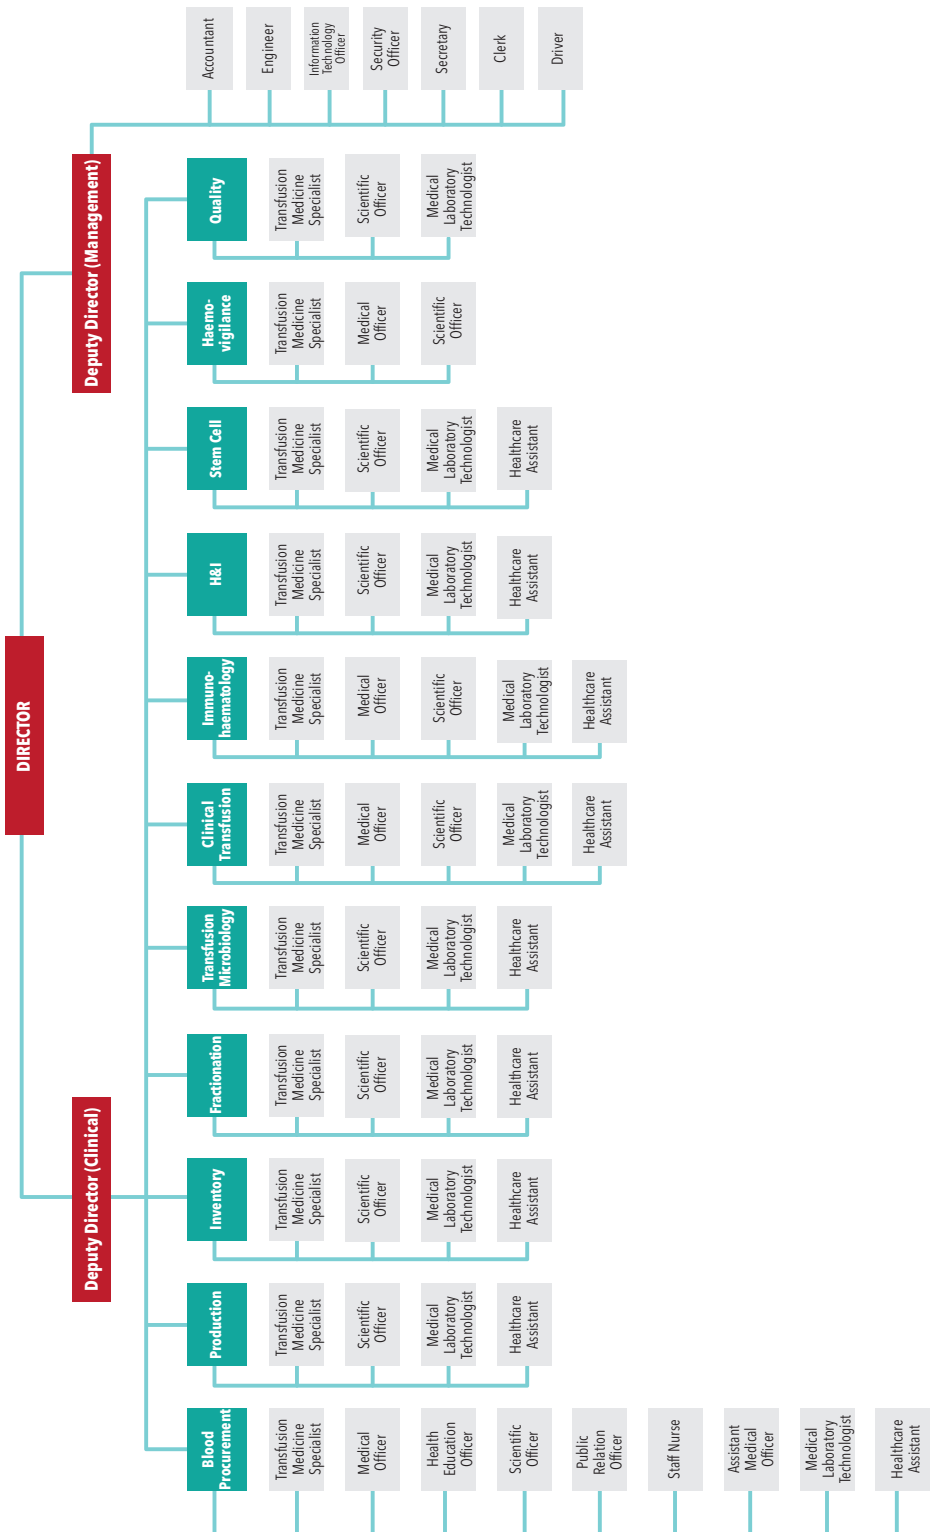 DIRECTOR
Deputy Director (Clinical)
Deputy Director (Management)
Blood
Procurement
Transfusion
Medicine
Specialist
Medical
Officer
Health
Education
Officer
Scientific
Officer
Public
Relation
Officer
Staff Nurse
Assistant
Medical
Officer
Medical
Laboratory
Technologist
Healthcare
Assistant
Production
Transfusion
Medicine
Specialist
Scientific
Officer
Medical
Laboratory
Technologist
Healthcare
Assistant
Inventory
Transfusion
Medicine
Specialist
Scientific
Officer
Medical
Laboratory
Technologist
Healthcare
Assistant
Fractionation
Transfusion
Medicine
Specialist
Scientific
Officer
Medical
Laboratory
Technologist
Healthcare
Assistant
Transfusion
Microbiology
Transfusion
Medicine
Specialist
Scientific
Officer
Medical
Laboratory
Technologist
Healthcare
Assistant
Clinical
Transfusion
Transfusion
Medicine
Specialist
Medical
Officer
Scientific
Officer
Medical
Laboratory
Technologist
Healthcare
Assistant
Immuno-
haematology
Transfusion
Medicine
Specialist
Medical
Officer
Scientific
Officer
Medical
Laboratory
Technologist
Healthcare
Assistant
H&I
Transfusion
Medicine
Specialist
Scientific
Officer
Medical
Laboratory
Technologist
Healthcare
Assistant
Stem Cell
Transfusion
Medicine
Specialist
Scientific
Officer
Medical
Laboratory
Technologist
Healthcare
Assistant
Haemo-
vigilance
Transfusion
Medicine
Specialist
Medical
Officer
Scientific
Officer
Quality
Transfusion
Medicine
Specialist
Scientific
Officer
Medical
Laboratory
Technologist
Accountant
Engineer
Information
Technology
Officer
Security
Officer
Secretary
Clerk
Driver